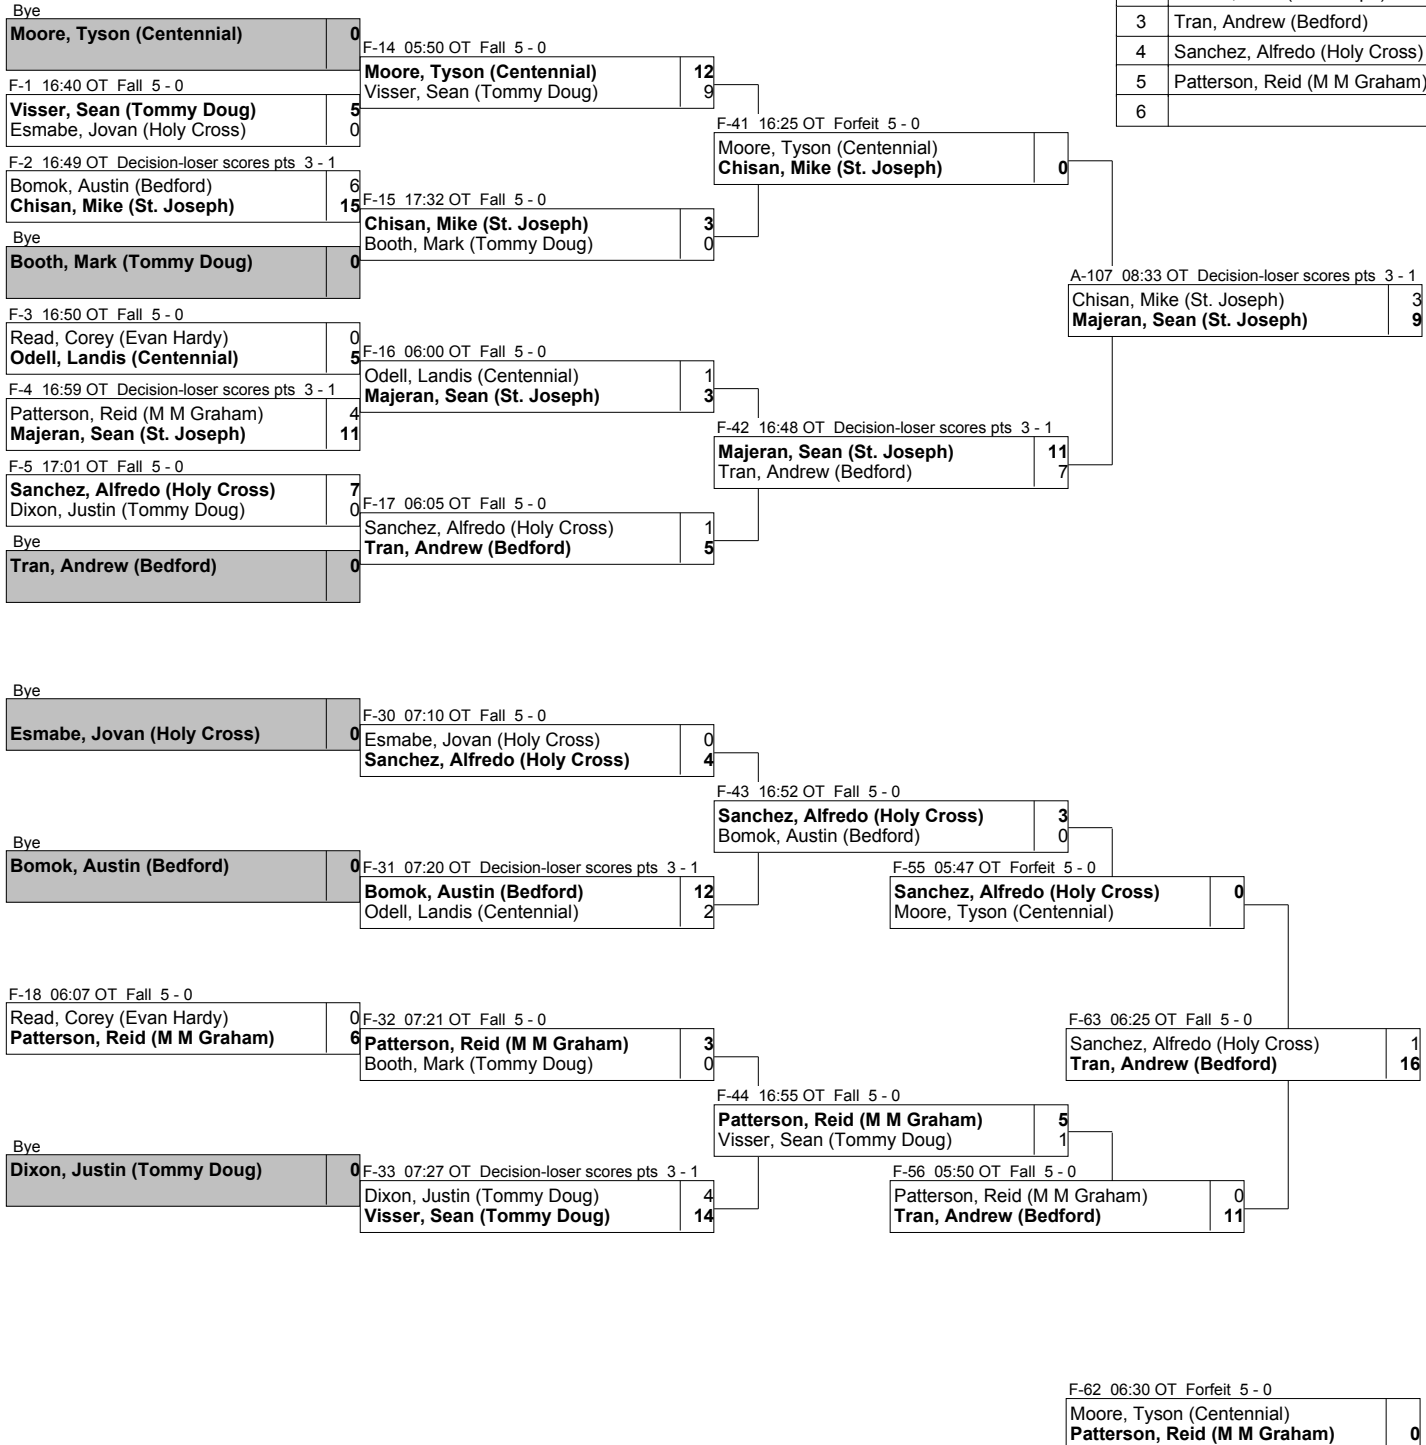 3 Tran, Andrew (Bedford)
4 Sanchez, Alfredo (Holy Cross)
5 Patterson, Reid (M M Graham)
6
Bye
Moore, Tyson (Centennial) 0
F-1 16:40 OT Fall 5 - 0
Visser, Sean (Tommy Doug) 5
Esmabe, Jovan (Holy Cross) 0
F-2 16:49 OT Decision-loser scores pts 3 - 1
Bomok, Austin (Bedford) 6
Chisan, Mike (St. Joseph) 15
Bye
Booth, Mark (Tommy Doug) 0
F-3 16:50 OT Fall 5 - 0
Read, Corey (Evan Hardy) 0
Odell, Landis (Centennial) 5
F-4 16:59 OT Decision-loser scores pts 3 - 1
Patterson, Reid (M M Graham) 4
Majeran, Sean (St. Joseph) 11
F-5 17:01 OT Fall 5 - 0
Sanchez, Alfredo (Holy Cross) 7
Dixon, Justin (Tommy Doug) 0
Bye
Tran, Andrew (Bedford) 0
F-14 05:50 OT Fall 5 - 0
Moore, Tyson (Centennial) 12
Visser, Sean (Tommy Doug) 9
F-15 17:32 OT Fall 5 - 0
Chisan, Mike (St. Joseph) 3
Booth, Mark (Tommy Doug) 0
F-16 06:00 OT Fall 5 - 0
Odell, Landis (Centennial) 1
Majeran, Sean (St. Joseph) 3
F-17 06:05 OT Fall 5 - 0
Sanchez, Alfredo (Holy Cross) 1
Tran, Andrew (Bedford) 5
F-41 16:25 OT Forfeit 5 - 0
Moore, Tyson (Centennial)
Chisan, Mike (St. Joseph) 0
F-42 16:48 OT Decision-loser scores pts 3 - 1
Majeran, Sean (St. Joseph) 11
Tran, Andrew (Bedford) 7
A-107 08:33 OT Decision-loser scores pts 3 - 1
Chisan, Mike (St. Joseph) 3
Majeran, Sean (St. Joseph) 9
Bye
Esmabe, Jovan (Holy Cross) 0
Bye
Bomok, Austin (Bedford) 0
F-18 06:07 OT Fall 5 - 0
Read, Corey (Evan Hardy) 0
Patterson, Reid (M M Graham) 6
Bye
Dixon, Justin (Tommy Doug) 0
F-30 07:10 OT Fall 5 - 0
Esmabe, Jovan (Holy Cross) 0
Sanchez, Alfredo (Holy Cross) 4
F-31 07:20 OT Decision-loser scores pts 3 - 1
Bomok, Austin (Bedford) 12
Odell, Landis (Centennial) 2
F-32 07:21 OT Fall 5 - 0
Patterson, Reid (M M Graham) 3
Booth, Mark (Tommy Doug) 0
F-33 07:27 OT Decision-loser scores pts 3 - 1
Dixon, Justin (Tommy Doug) 4
Visser, Sean (Tommy Doug) 14
F-43 16:52 OT Fall 5 - 0
Sanchez, Alfredo (Holy Cross) 3
Bomok, Austin (Bedford) 0
F-44 16:55 OT Fall 5 - 0
Patterson, Reid (M M Graham) 5
Visser, Sean (Tommy Doug) 1
F-55 05:47 OT Forfeit 5 - 0
Sanchez, Alfredo (Holy Cross) 0
Moore, Tyson (Centennial)
F-56 05:50 OT Fall 5 - 0
Patterson, Reid (M M Graham) 0
Tran, Andrew (Bedford) 11
F-63 06:25 OT Fall 5 - 0
Sanchez, Alfredo (Holy Cross) 1
Tran, Andrew (Bedford) 16
F-62 06:30 OT Forfeit 5 - 0
Moore, Tyson (Centennial)
Patterson, Reid (M M Graham) 0